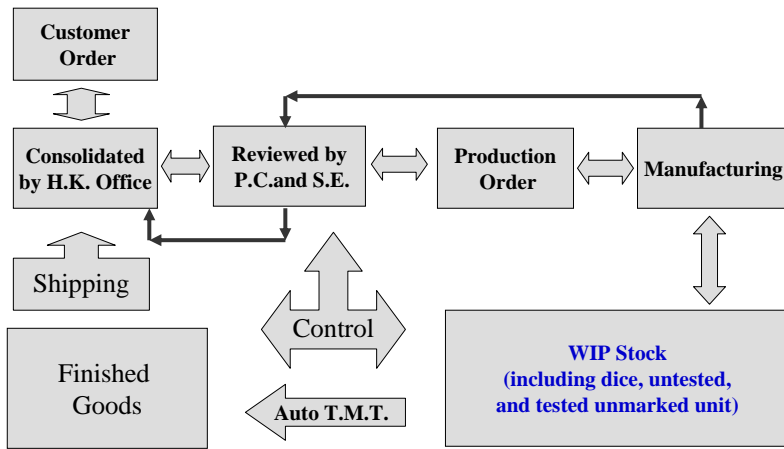 Customer
Order
Consolidated
by H.K. Office
Reviewed by
P.C.and S.E.
Production
Order
Manufacturing
Shipping
Control
Finished
Goods
Auto T.M.T.
WIP Stock
(including dice, untested,
and tested unmarked unit)